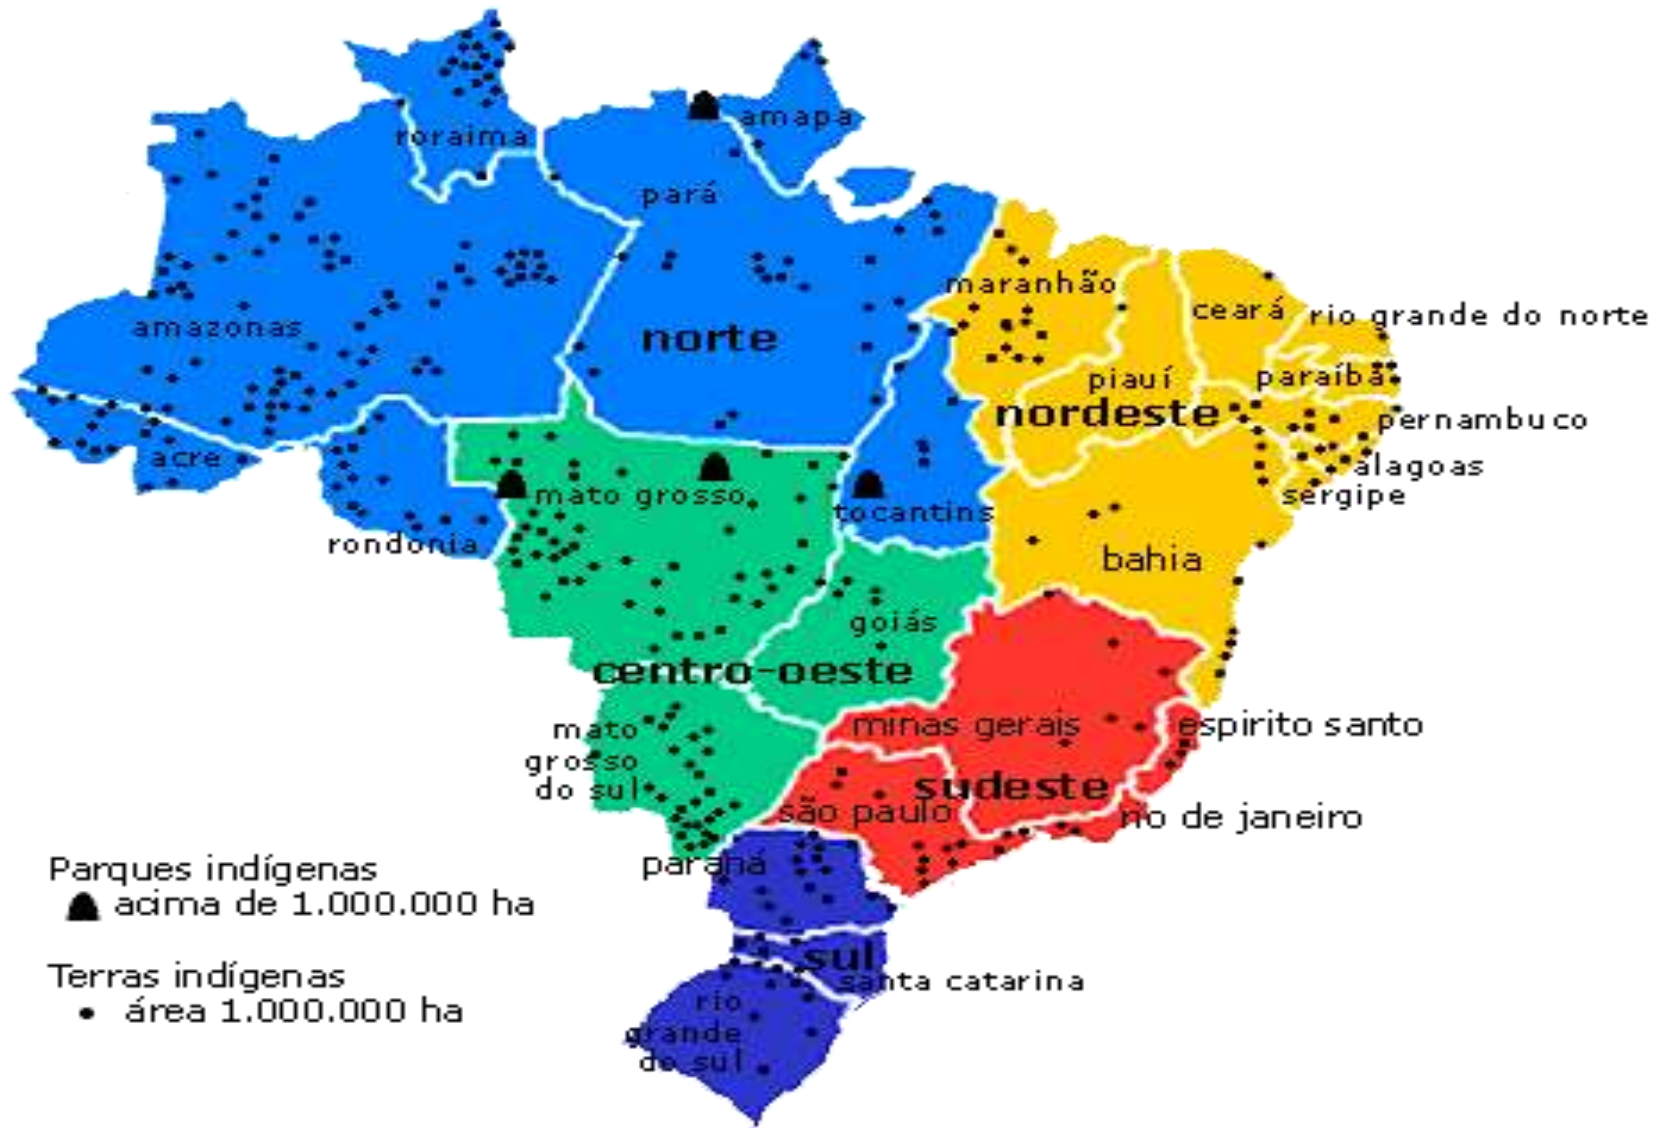 roraima
amapa
pará
amazonas
norte
maranhão
ceará
rio grande do norte
piauí
paraíba
nordeste
pernambuco
acre
alagoas
mato grosso
sergipe
tocantins
rondonia
bahia
goiás
centro-oeste
mato
grosso
do sul
minas gerais
espirito santo
sudeste
são paulo
rio de janeiro
paraná
Parques indígenas
acima de 1.000.000 ha
sul
santa catarina
Terras indígenas
área 1.000.000 ha
rio
grande
do sul